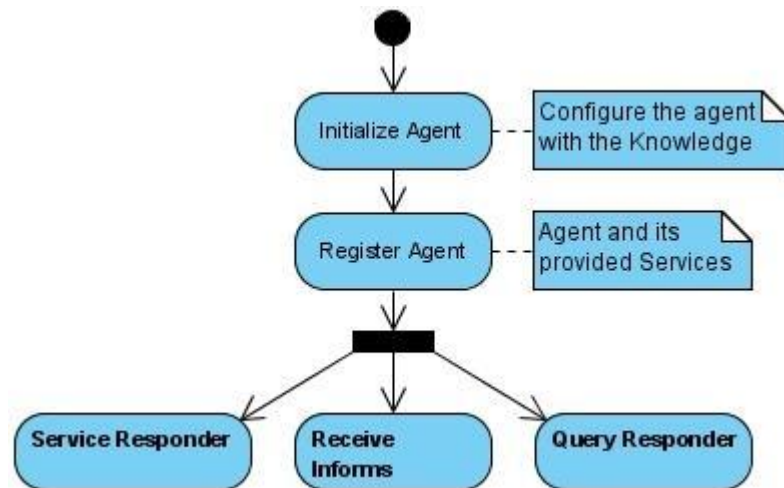 Initialize Agent
Configure the agent
with the Knowledge
Register Agent
Agent and its
provided Services
Service Responder
Receive
Informs
Query Responder